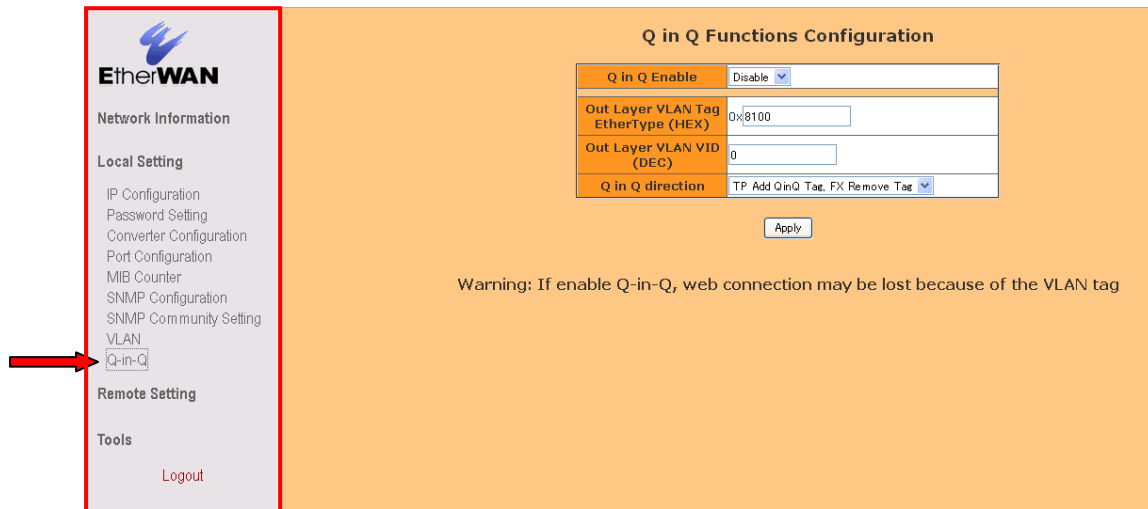 EtherWAN
Network Information
Local Setting
IP Configuration
Password Setting
Converter Configuration
Port Configuration
MIB Counter
SNMP Configuration
SNMP Community Setting
VLAN
Q-in-Q
Remote Setting
Tools
Logout
Q in Q Functions Configuration
Q in Q Enable Disable
Out Layer VLAN Tag
EtherType (HEX) 0x8100
Out Layer VLAN VID
(DEC) 0
Q in Q direction TP Add QinQ Tag, FX Remove Tag
Apply
Warning: If enable Q-in-Q, web connection may be lost because of the VLAN tag